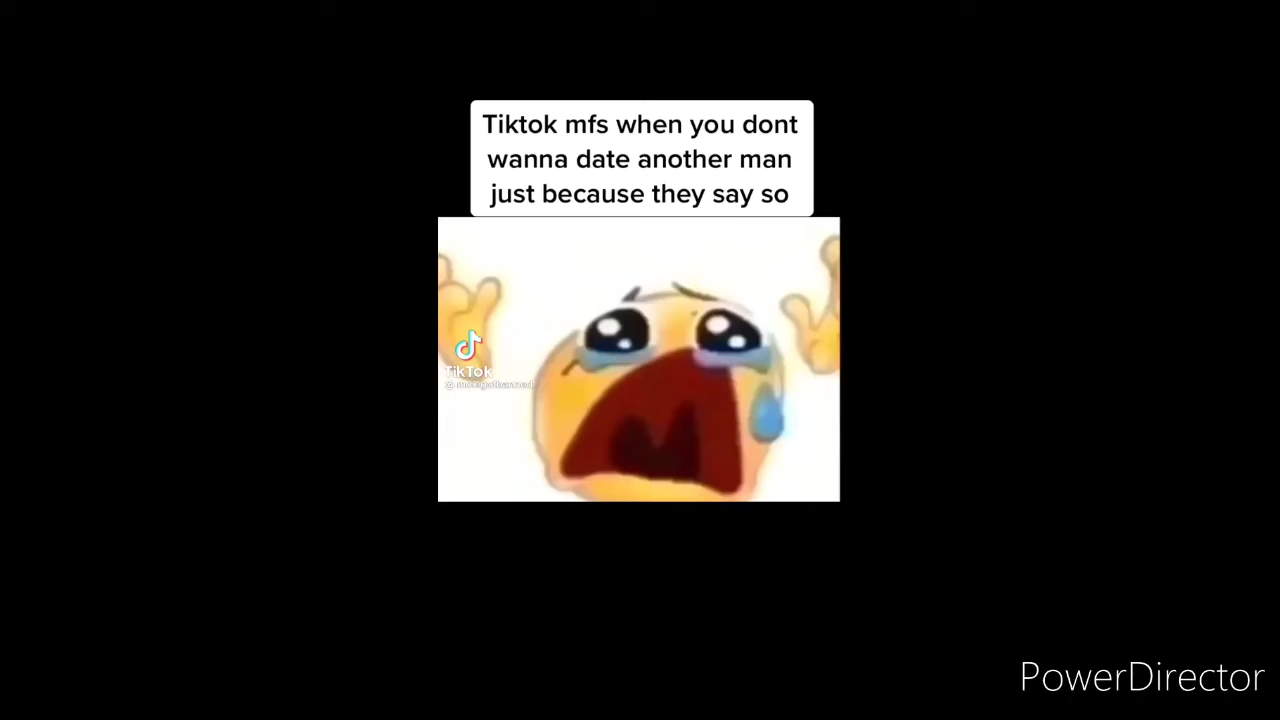 Tiktok mfs when you dont
wanna date another man
just because they say so
TikTok
PowerDirector